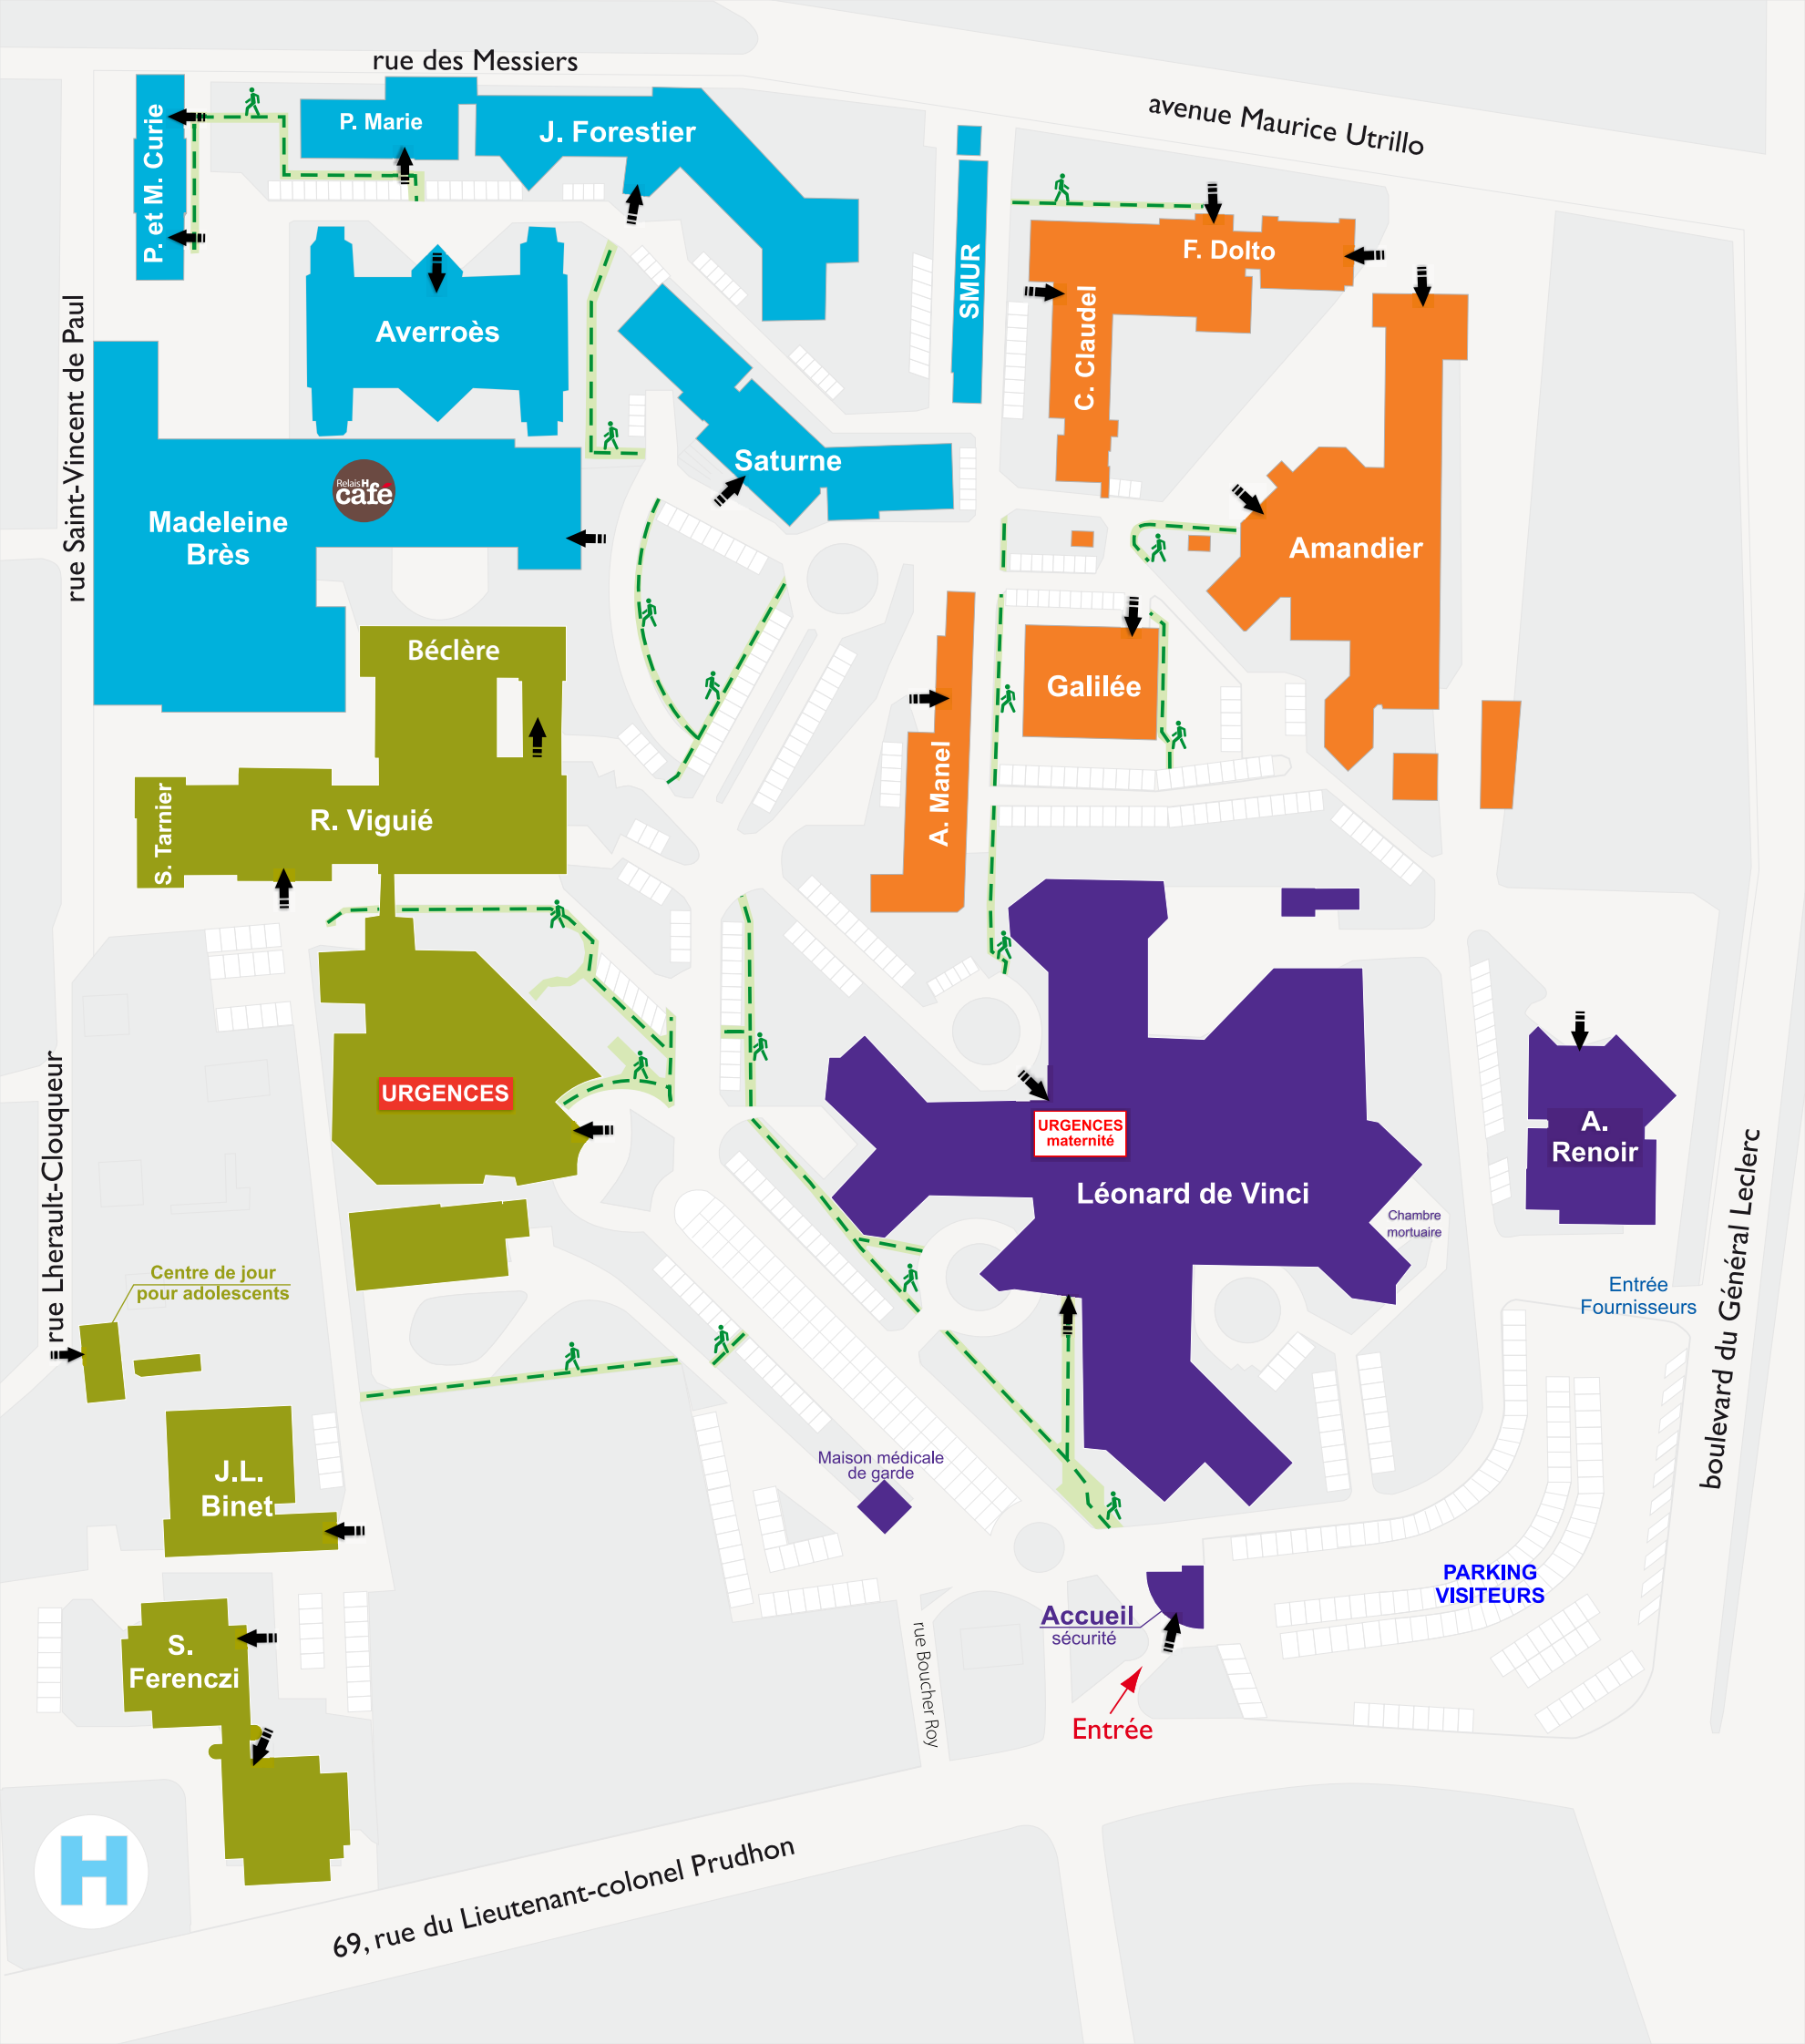 rue des Messiers
avenue Maurice Utrillo
P. et M. Curie
P. Marie
J. Forestier
SMUR
F. Dolto
C. Claudel
rue Saint-Vincent de Paul
Averroès
Saturne
Relais H
café
Madeleine
Brès
Amandier
Béclère
Galilée
A. Manel
S. Tarnier
R. Viguié
URGENCES
URGENCES
maternité
A.
Renoir
Léonard de Vinci
Chambre
mortuaire
rue Lherault-Clouqueur
boulevard du Général Leclerc
Centre de jour
pour adolescents
Entrée
Fournisseurs
J.L.
Binet
Maison médicale
de garde
PARKING
VISITEURS
Accueil
sécurité
S.
Ferenczi
rue Boucher Roy
Entrée
H
69, rue du Lieutenant-colonel Prudhon